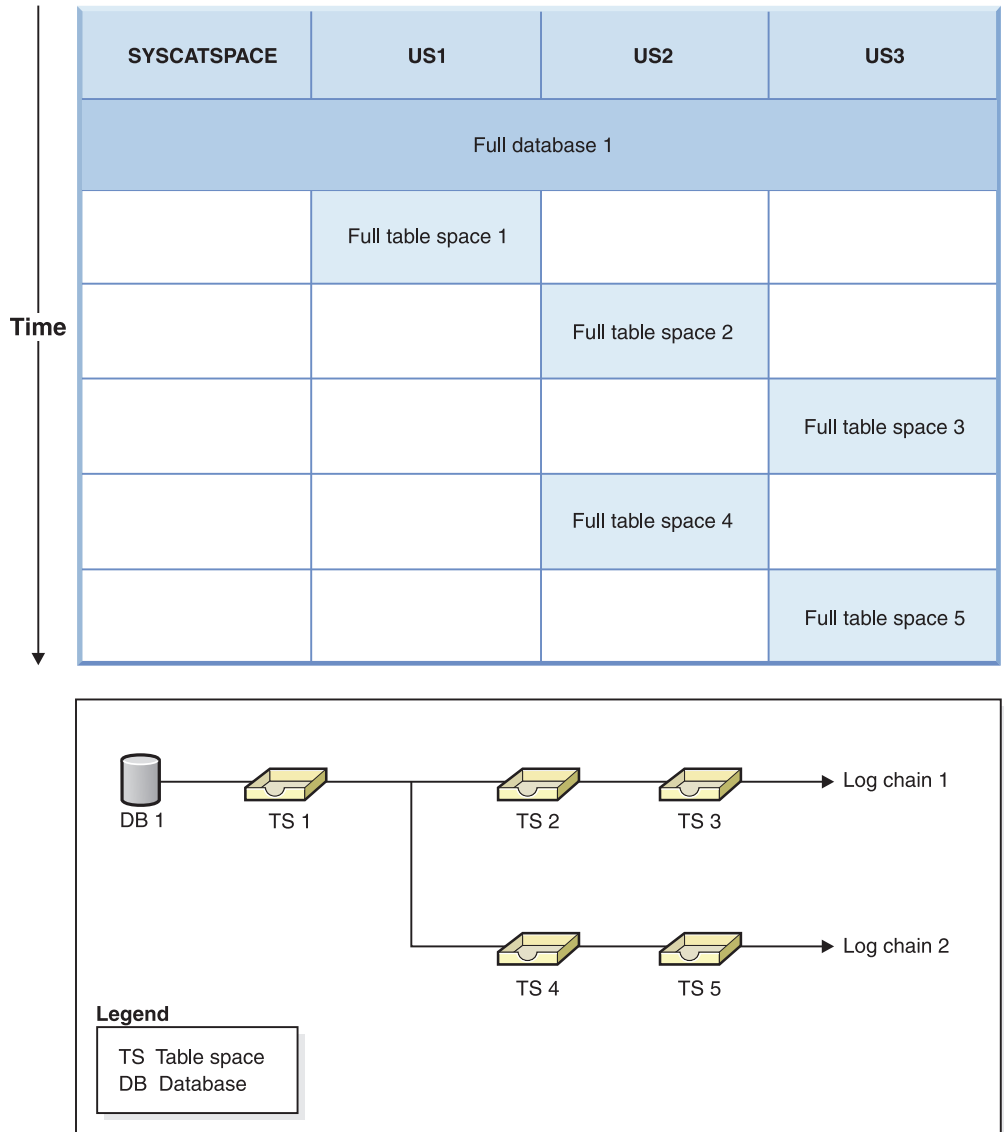 SYSCATSPACE US1 US2 US3
Full database 1
Full table space 1
Time
Full table space 2
Full table space 3
Full table space 4
Full table space 5
DB 1 TS 1 TS 2 TS 3 Log chain 1
TS 4 TS 5 Log chain 2
Legend
TS Table space
DB Database